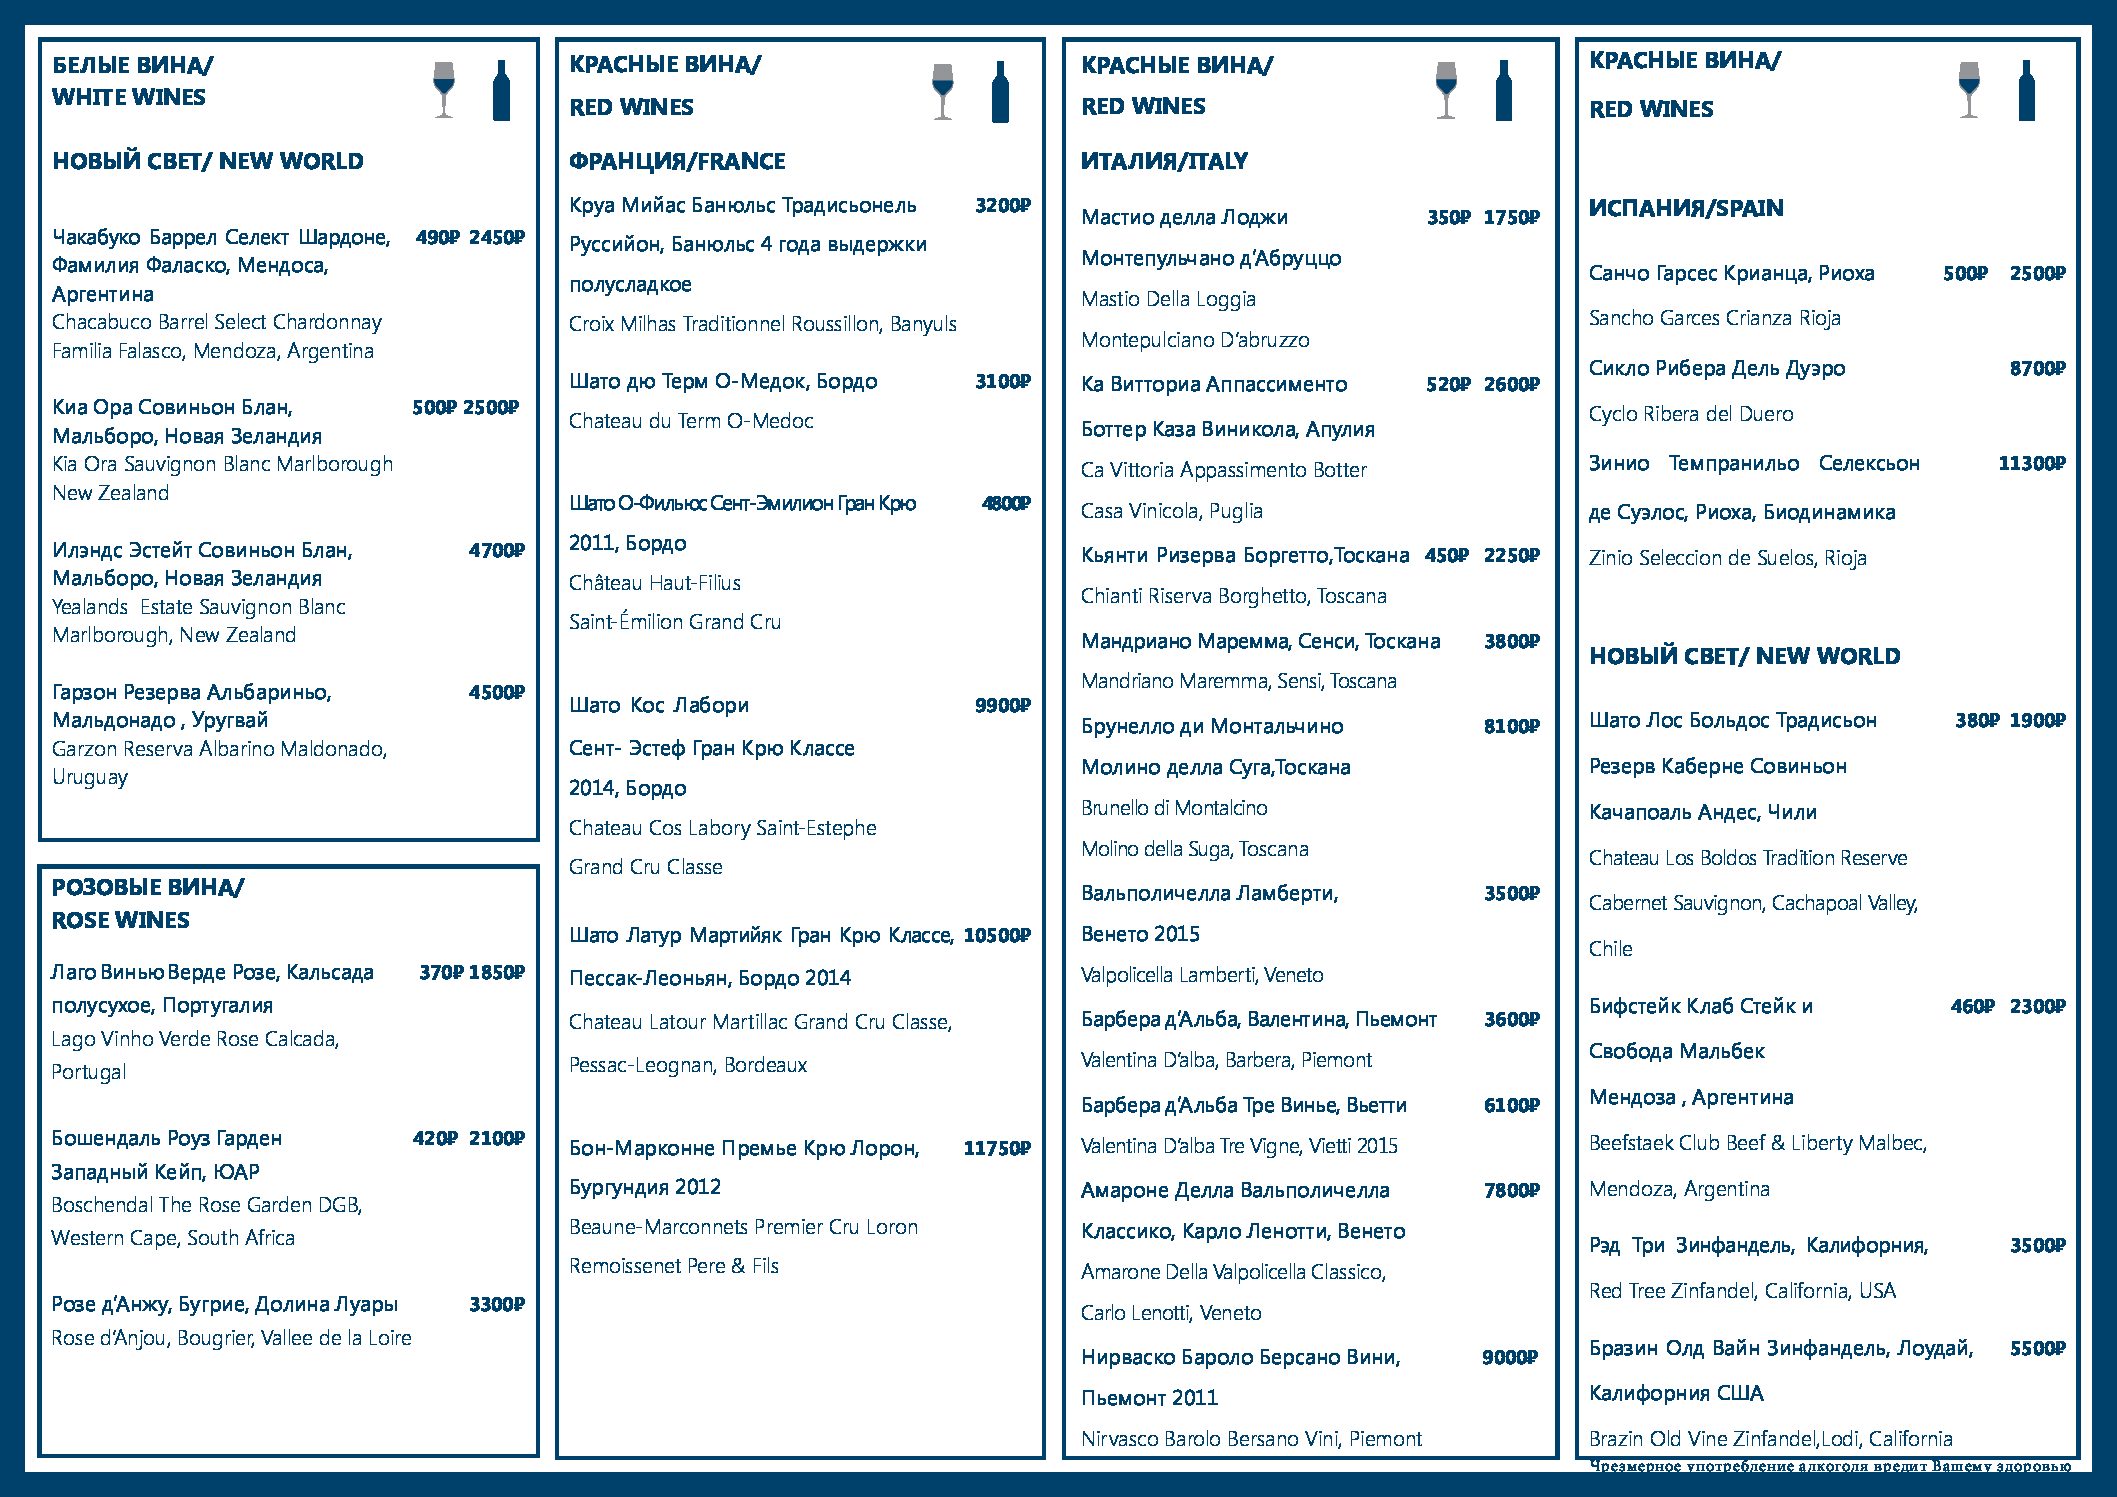 БЕЛЫЕ ВИНА/
WHITE WINES
НОВЫЙ СВЕТ/ NEW WORLD
Чакабуко Баррел Селект Шардоне, 490₽ 2450₽
Фамилия Фаласко, Мендоса,
Аргентина
Chacabuco Barrel Select Chardonnay
Familia Falasco, Mendoza, Argentina
Киа Ора Совиньон Блан, 500₽ 2500₽
Мальборо, Новая Зеландия
Kia Ora Sauvignon Blanc Marlborough
New Zealand
Илэндс Эстейт Совиньон Блан, 4700₽
Мальборо, Новая Зеландия
Yealands Estate Sauvignon Blanc
Marlborough, New Zealand
Гарзон Резерва Альбариньо, 4500₽
Мальдонадо , Уругвай
Garzon Reserva Albarino Maldonado,
Uruguay
РОЗОВЫЕ ВИНА/
ROSE WINES
Лаго Винью Верде Розе, Кальсада 370₽ 1850₽
полусухое, Португалия
Lago Vinho Verde Rose Calcada,
Portugal
Бошендаль Роуз Гарден 420₽ 2100₽
Западный Кейп, ЮАР
Boschendal The Rose Garden DGB,
Western Cape, South Africa
Розе д’Анжу, Бугрие, Долина Луары 3300₽
Rose d’Anjou, Bougrier, Vallee de la Loire
КРАСНЫЕ ВИНА/
RED WINES
ФРАНЦИЯ/FRANCE
Круа Мийас Банюльс Традисьонель 3200₽
Руссийон, Банюльс 4 года выдержки
полусладкое
Croix Milhas Traditionnel Roussillon, Banyuls
Шато дю Терм О-Медок, Бордо 3100₽
Chateau du Term O-Medoc
Шато О-Фильюс Сент-Эмилион Гран Крю 4800₽
2011, Бордо
Château Haut-Filius
Saint-Émilion Grand Cru
Шато Кос Лабори 9900₽
Сент- Эстеф Гран Крю Классе
2014, Бордо
Chateau Cos Labory Saint-Estephe
Grand Cru Classe
Шато Латур Мартийяк Гран Крю Классе, 10500₽
Пессак-Леоньян, Бордо 2014
Chateau Latour Martillac Grand Cru Classe,
Pessac-Leognan, Bordeaux
Бон-Марконне Премье Крю Лорон, 11750₽
Бургундия 2012
Beaune-Marconnets Premier Cru Loron
Remoissenet Pere & Fils
КРАСНЫЕ ВИНА/
RED WINES
ИТАЛИЯ/ITALY
Мастио делла Лоджи 350₽ 1750₽
Монтепульчано д’Абруццо
Mastio Della Loggia
Montepulciano D’abruzzo
Ка Витториа Аппассименто 520₽ 2600₽
Боттер Каза Виникола, Апулия
Ca Vittoria Appassimento Botter
Casa Vinicola, Puglia
Кьянти Ризерва Боргетто,Тоскана 450₽ 2250₽
Chianti Riserva Borghetto, Toscana
Мандриано Маремма, Сенси, Тоскана 3800₽
Mandriano Maremma, Sensi, Toscana
Брунелло ди Монтальчино 8100₽
Молино делла Суга,Тоскана
Brunello di Montalcino
Molino della Suga, Toscana
Вальполичелла Ламберти, 3500₽
Венето 2015
Valpolicella Lamberti, Veneto
Барбера д’Альба, Валентина, Пьемонт 3600₽
Valentina D’alba, Barbera, Piemont
Барбера д’Альба Тре Винье, Вьетти 6100₽
Valentina D’alba Tre Vigne, Vietti 2015
Амароне Делла Вальполичелла 7800₽
Классико, Карло Ленотти, Венето
Amarone Della Valpolicella Classico,
Carlo Lenotti, Veneto
Нирваско Бароло Берсано Вини, 9000₽
Пьемонт 2011
Nirvasco Barolo Bersano Vini, Piemont
КРАСНЫЕ ВИНА/
RED WINES
ИСПАНИЯ/SPAIN
Санчо Гарсес Крианца, Риоха 500₽ 2500₽
Sancho Garces Crianza Rioja
Сикло Рибера Дель Дуэро 8700₽
Cyclo Ribera del Duero
Зинио Темпранильо Селексьон 11300₽
де Суэлос, Риоха, Биодинамика
Zinio Seleccion de Suelos, Rioja
НОВЫЙ СВЕТ/ NEW WORLD
Шато Лос Больдос Традисьон 380₽ 1900₽
Резерв Каберне Совиньон
Качапоаль Андес, Чили
Chateau Los Boldos Tradition Reserve
Cabernet Sauvignon, Cachapoal Valley,
Chile
Бифстейк Клаб Стейк и 460₽ 2300₽
Свобода Мальбек
Мендоза , Аргентина
Beefstaek Club Beef & Liberty Malbec,
Mendoza, Argentina
Рэд Три Зинфандель, Калифорния, 3500₽
Red Tree Zinfandel, California, USA
Бразин Олд Вайн Зинфандель, Лоудай, 5500₽
Калифорния США
Brazin Old Vine Zinfandel,Lodi, California
Чрезмерное употребление алкоголя вредит Вашему здоровью